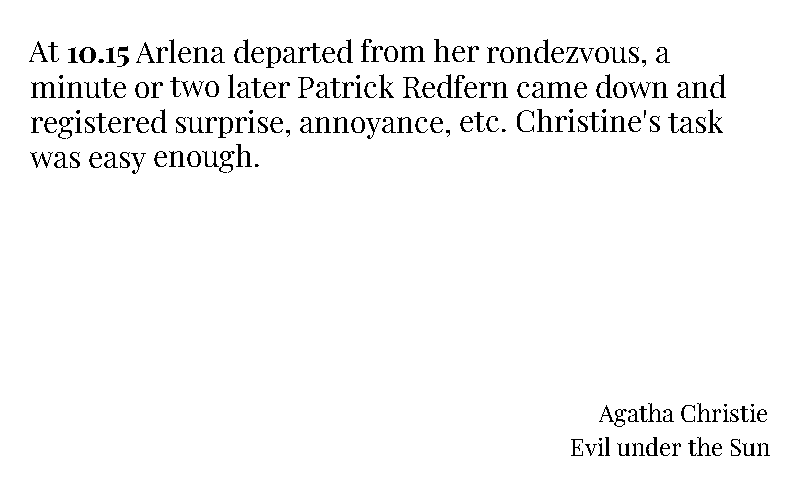 At 10.15 Arlena departed from her rondezvous, a
minute or two later Patrick Redfern came down and
registered surprise, annoyance, etc. Christine's task
was easy enough.
Agatha Christie
Evil under the Sun